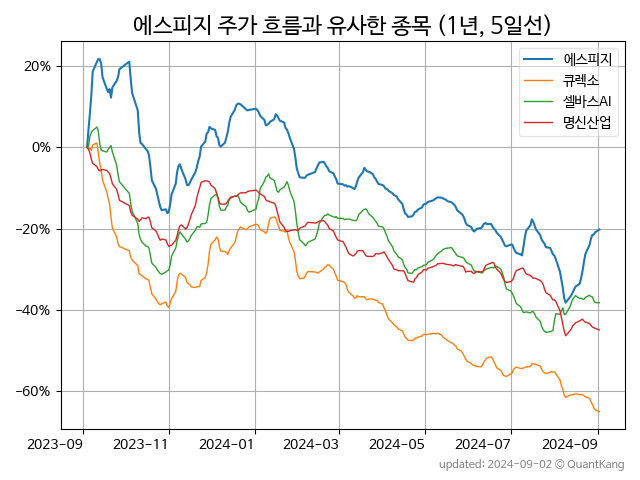 에스피지 주가 흐름과 유사한 종목 (1년, 5일선)
에스피지
큐렉소
셀바스AI
명신산업
20%
0%
−20%
−40%
−60%
2023−09
2023−11
2024−01
2024−03
2024−05
2024−07
2024−09
updated: 2024-09-02 © QuantKang